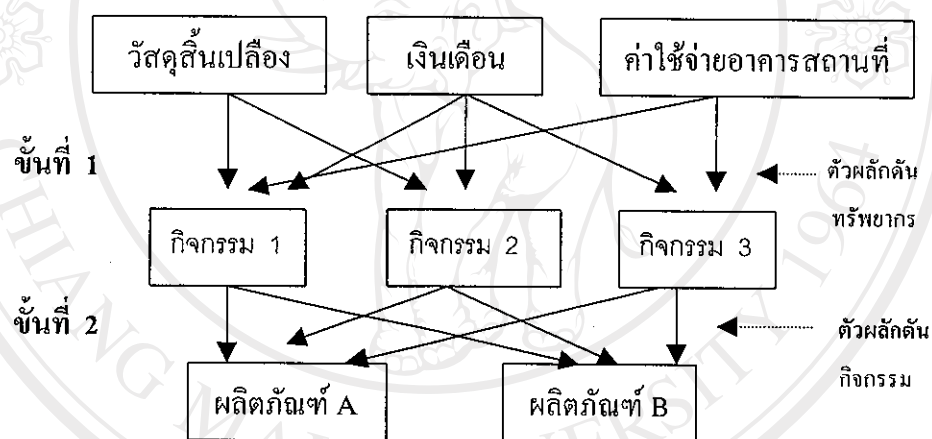 วัสดุสิ้นเปลือง
เงินเดือน
ค่าใช้จ่ายอาคารสถานที่
ขั้นที่ 1
ตัวผลักดัน
ทรัพยากร
กิจกรรม 1
กิจกรรม 2
กิจกรรม 3
ขั้นที่ 2
ตัวผลักดัน
กิจกรรม
ผลิตภัณฑ์ A
ผลิตภัณฑ์ B